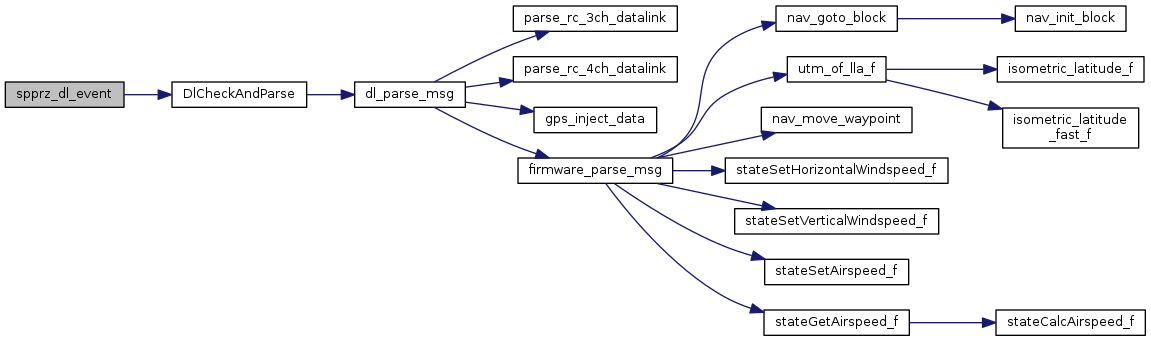 spprz_dl_event
DlCheckAndParse
dl_parse_msg
parse_rc_3ch_datalink
parse_rc_4ch_datalink
gps_inject_data
firmware_parse_msg
nav_goto_block
nav_init_block
utm_of_lla_f
isometric_latitude_f
isometric_latitude
_fast_f
nav_move_waypoint
stateSetHorizontalWindspeed_f
stateSetVerticalWindspeed_f
stateSetAirspeed_f
stateGetAirspeed_f
stateCalcAirspeed_f